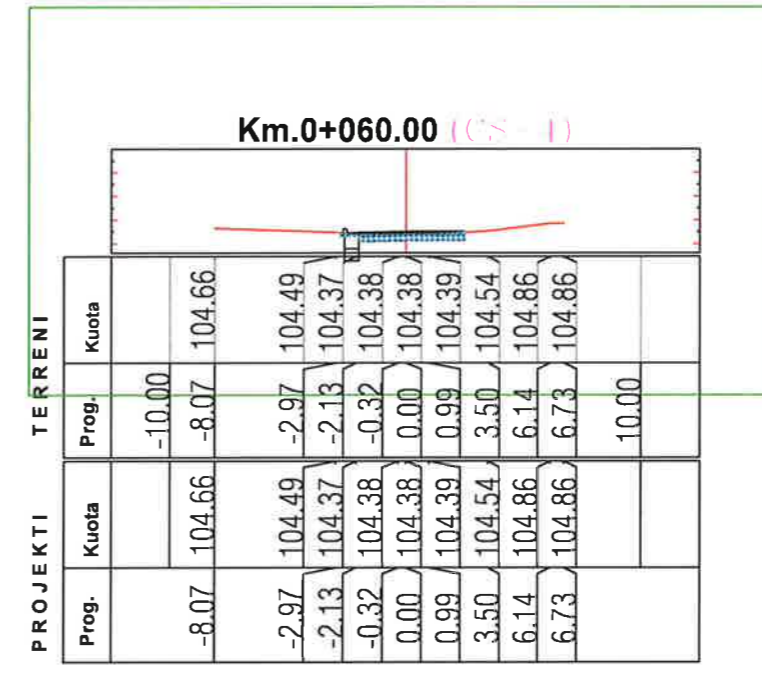 Km.0+060.00 (CS - 1)
TERRENI
Kuota 104.66 104.49 104.37 104.38 104.38 104.39 104.54 104.86 104.86
Prog. -10.00 -8.07 -2.97 -2.13 -0.32 0.00 0.99 3.50 6.14 6.73 10.00
PROJEKTI
Kuota 104.66 104.49 104.37 104.38 104.38 104.39 104.54 104.86 104.86
Prog. -8.07 -2.97 -2.13 -0.32 0.00 0.99 3.50 6.14 6.73